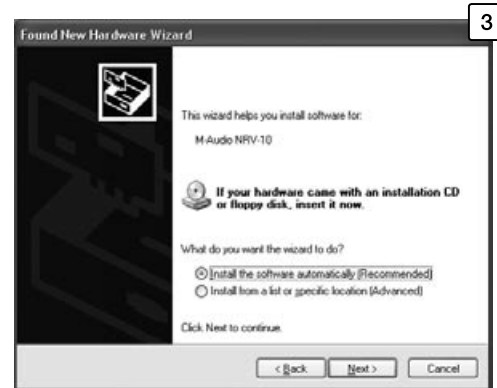 3
Found New Hardware Wizard
This wizard helps you install software for:
M-Audio NRV-10
If your hardware came with an installation CD
or floppy disk, insert it now.
What do you want the wizard to do?
Install the software automatically (Recommended)
Install from a list or specific location (Advanced)
Click Next to continue.
< Back
Next >
Cancel